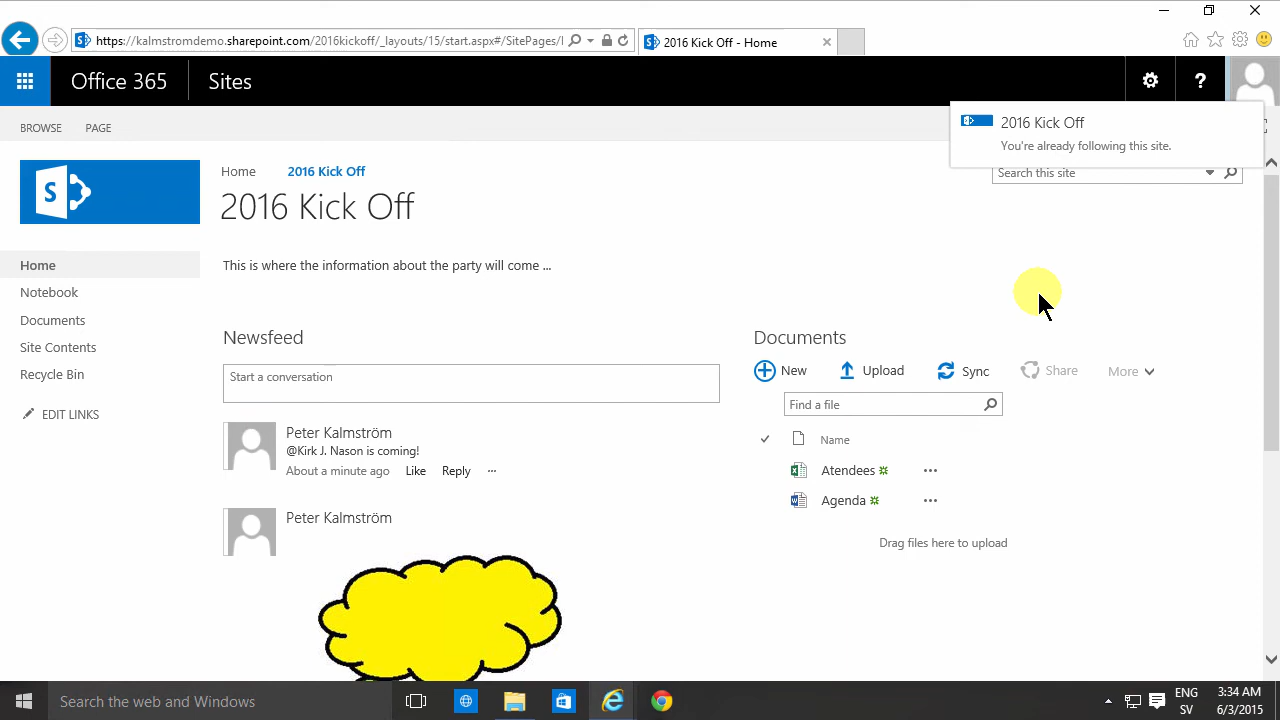 https://kalmstromdemo.sharepoint.com/2016kickoff/_layouts/15/start.aspx#/SitePages/
2016 Kick Off - Home
Office 365
Sites
?
BROWSE
PAGE
2016 Kick Off
You're already following this site.
S
Home
2016 Kick Off
Search this site
2016 Kick Off
Home
This is where the information about the party will come ...
Notebook
Documents
Site Contents
Recycle Bin
EDIT LINKS
Newsfeed
Start a conversation
Peter Kalmström
@Kirk J. Nason is coming!
About a minute ago
Like
Reply
...
Peter Kalmström
Documents
New
Upload
Sync
Share
More
Find a file
Name
Atendees
...
Agenda
...
Drag files here to upload
Search the web and Windows
ENG
SV
3:34 AM
6/3/2015